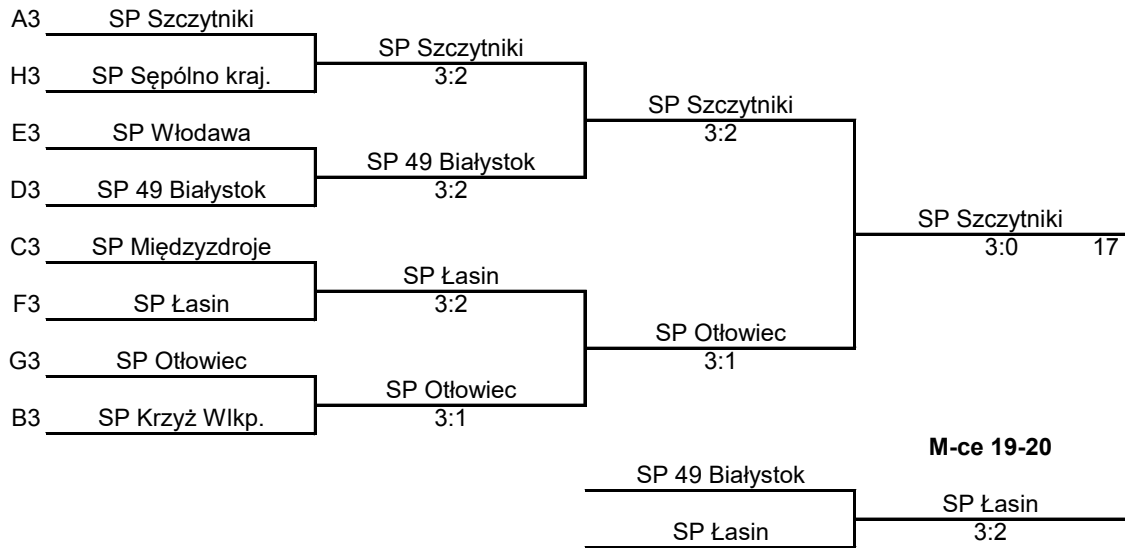 A3 SP Szczytniki
SP Szczytniki
H3 SP Sępólno kraj. 3:2
SP Szczytniki
E3 SP Włodawa 3:2
SP 49 Białystok
D3 SP 49 Białystok 3:2
SP Szczytniki
C3 SP Międzyzdroje 3:0 17
SP Łasin
F3 SP Łasin 3:2
SP Otłowiec
G3 SP Otłowiec 3:1
SP Otłowiec
B3 SP Krzyż Wlkp. 3:1
M-ce 19-20
SP 49 Białystok
SP Łasin
SP Łasin 3:2